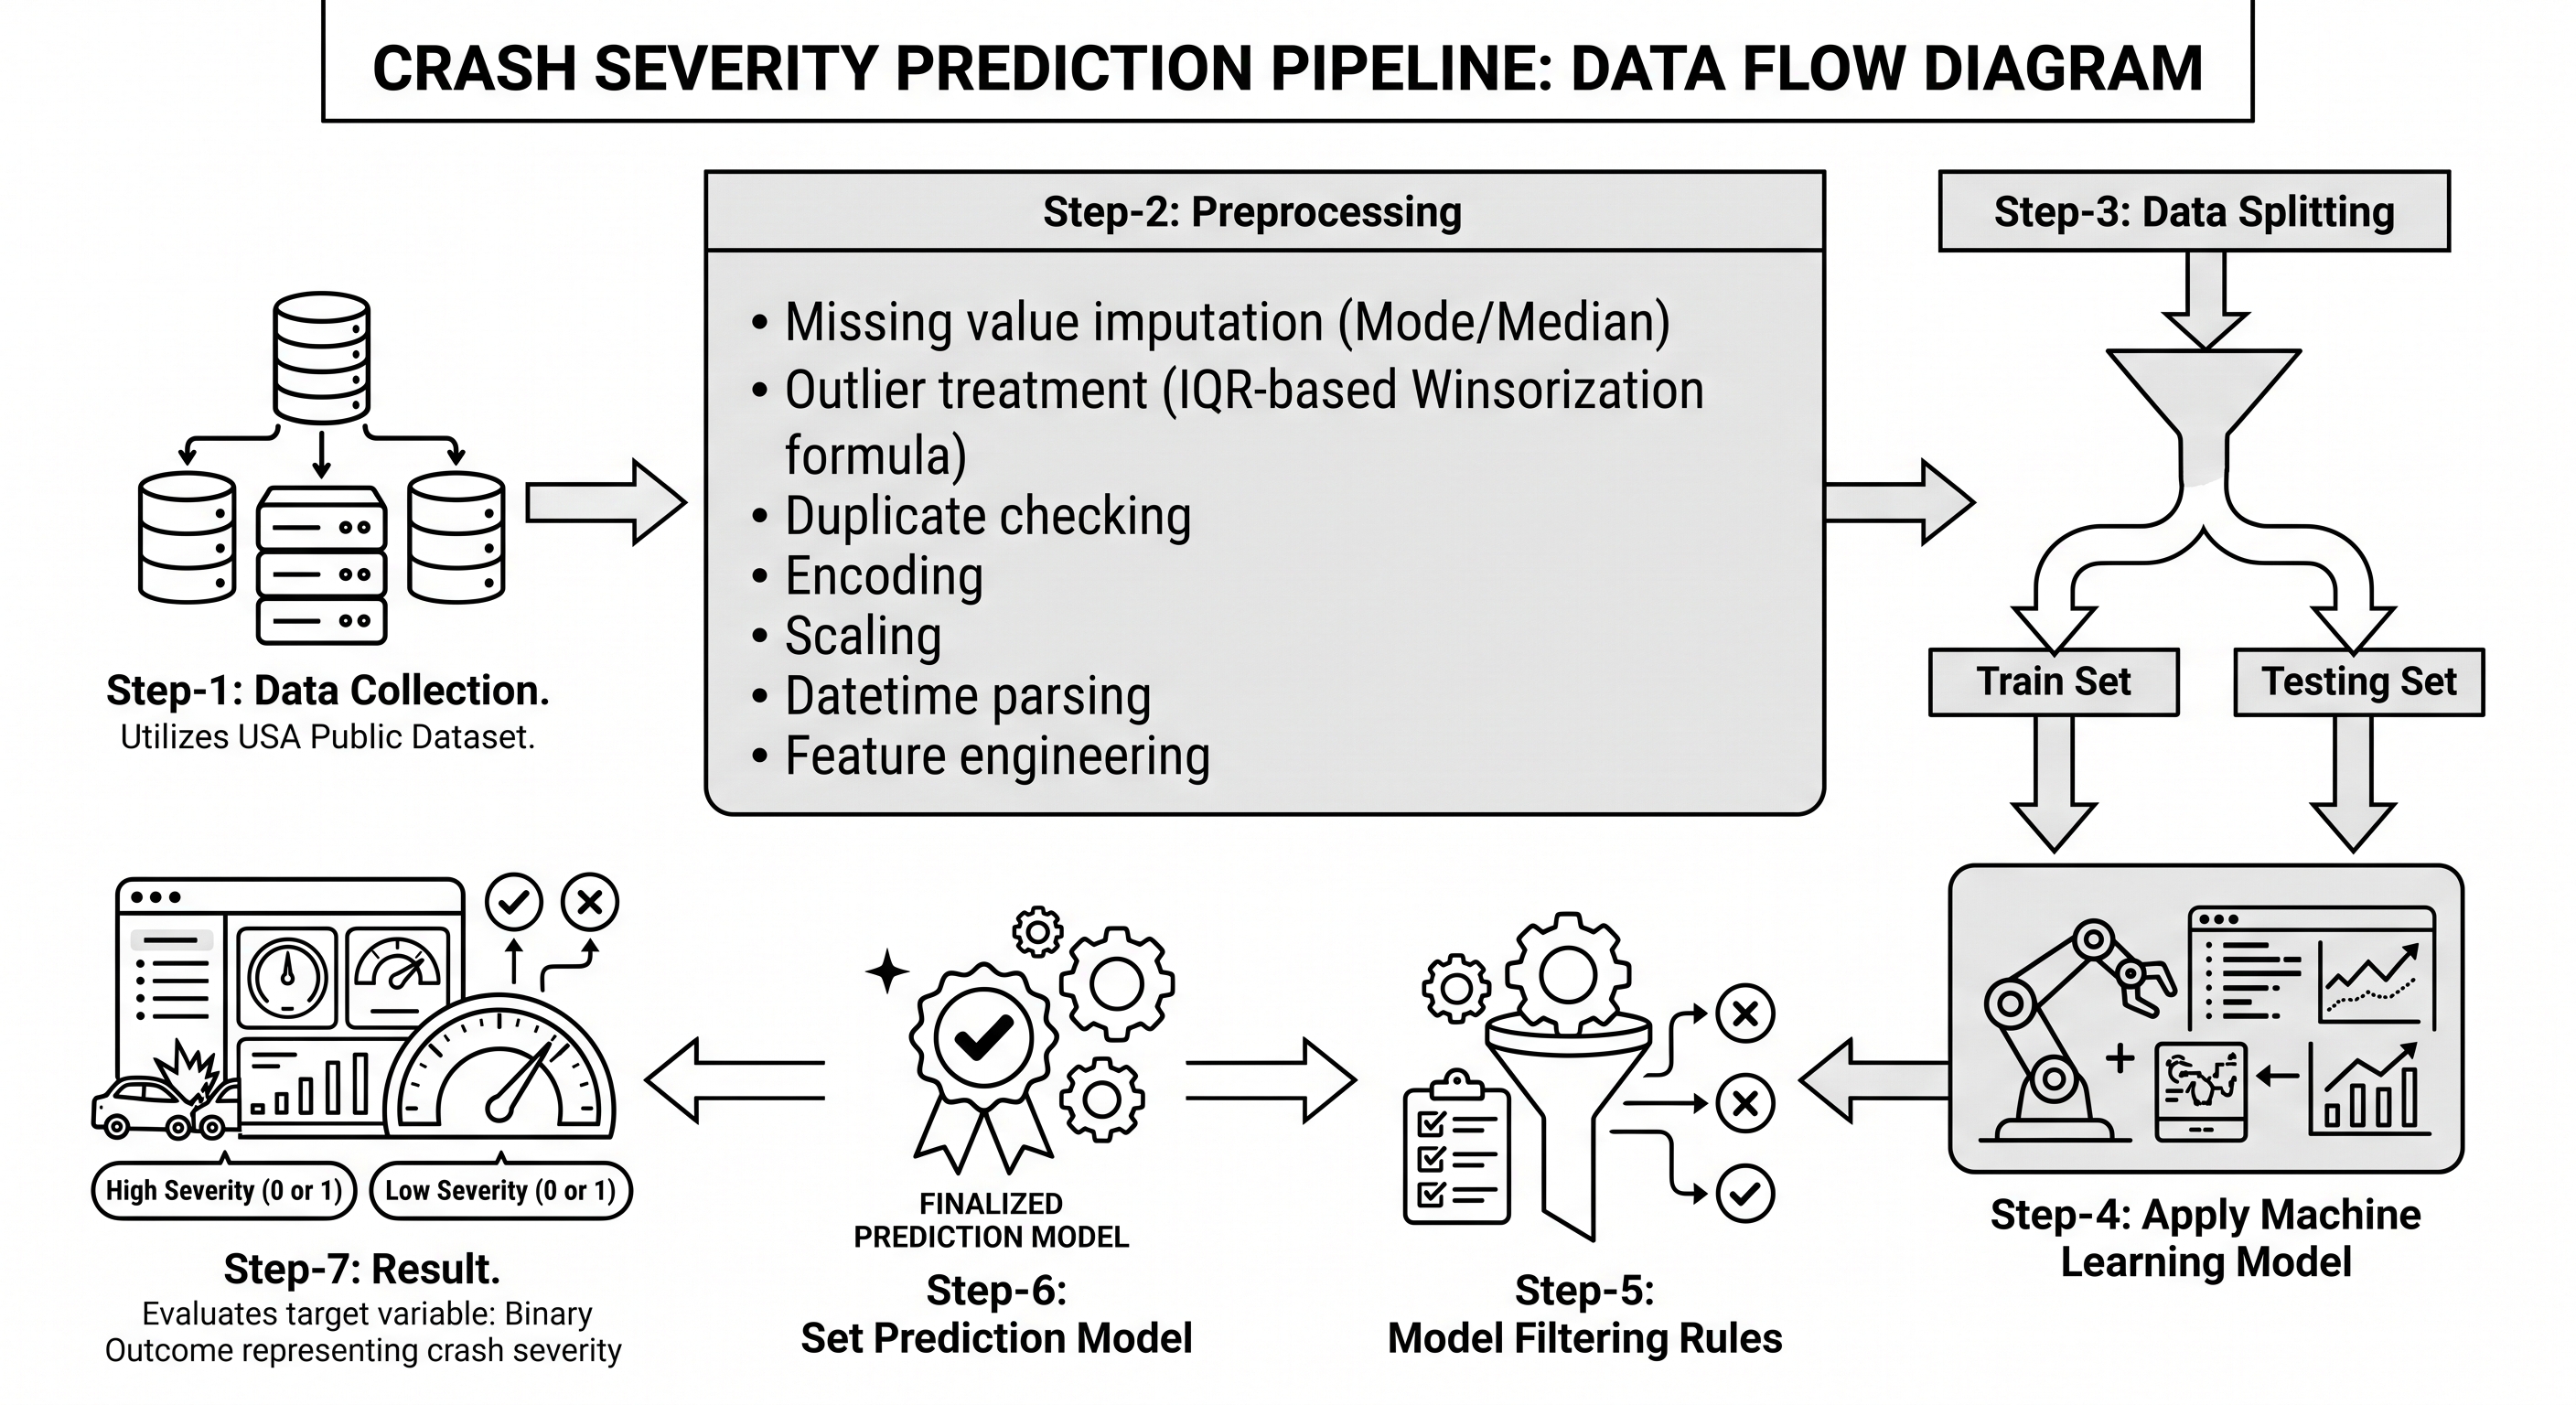 CRASH SEVERITY PREDICTION PIPELINE: DATA FLOW DIAGRAM
Step-1: Data Collection.
Utilizes USA Public Dataset.
Step-2: Preprocessing
• Missing value imputation (Mode/Median)
• Outlier treatment (IQR-based Winsorization
formula)
• Duplicate checking
• Encoding
• Scaling
• Datetime parsing
• Feature engineering
Step-3: Data Splitting
Train Set
Testing Set
Step-4: Apply Machine
Learning Model
Step-5:
Model Filtering Rules
FINALIZED
PREDICTION MODEL
Step-6:
Set Prediction Model
High Severity (0 or 1)
Low Severity (0 or 1)
Step-7: Result.
Evaluates target variable: Binary
Outcome representing crash severity